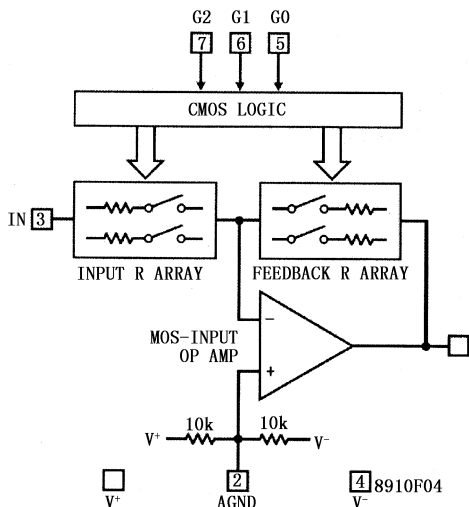 G2 G1 G0
7 6 5
CMOS LOGIC
IN 3
INPUT R ARRAY FEEDBACK R ARRAY
MOS-INPUT
OP AMP
−
+
10k 10k
V+ V−
2 4 8910F04
V+ AGND V−